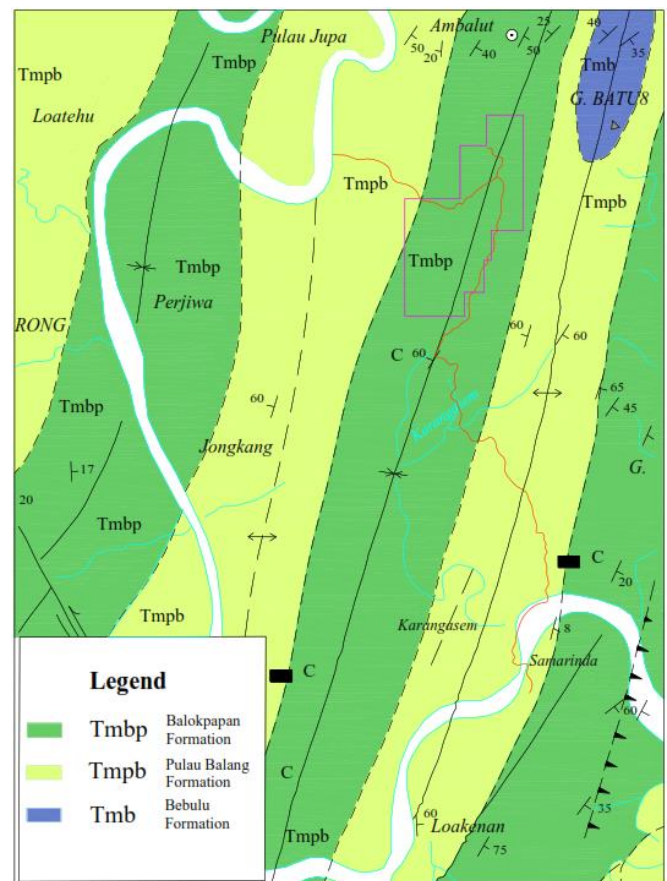 Pulau Jupa
Ambalut
25
40
35
50
20
40
50
Tmbp
Tmpb
Tmb
Loatehu
G. BATU8
Tmpb
Tmpb
Tmbp
Tmbp
Perjiwa
RONG
60
60
C
60
65
45
Karangasem
Tmbp
60
Jongkang
G.
17
20
Tmbp
C
20
Tmpb
Karangasem
8
Samarinda
C
60
C
35
60
Loakenan
75
Tmpb
Legend
Tmbp
Balokpapan
Formation
Tmpb
Pulau Balang
Formation
Tmb
Bebulu
Formation